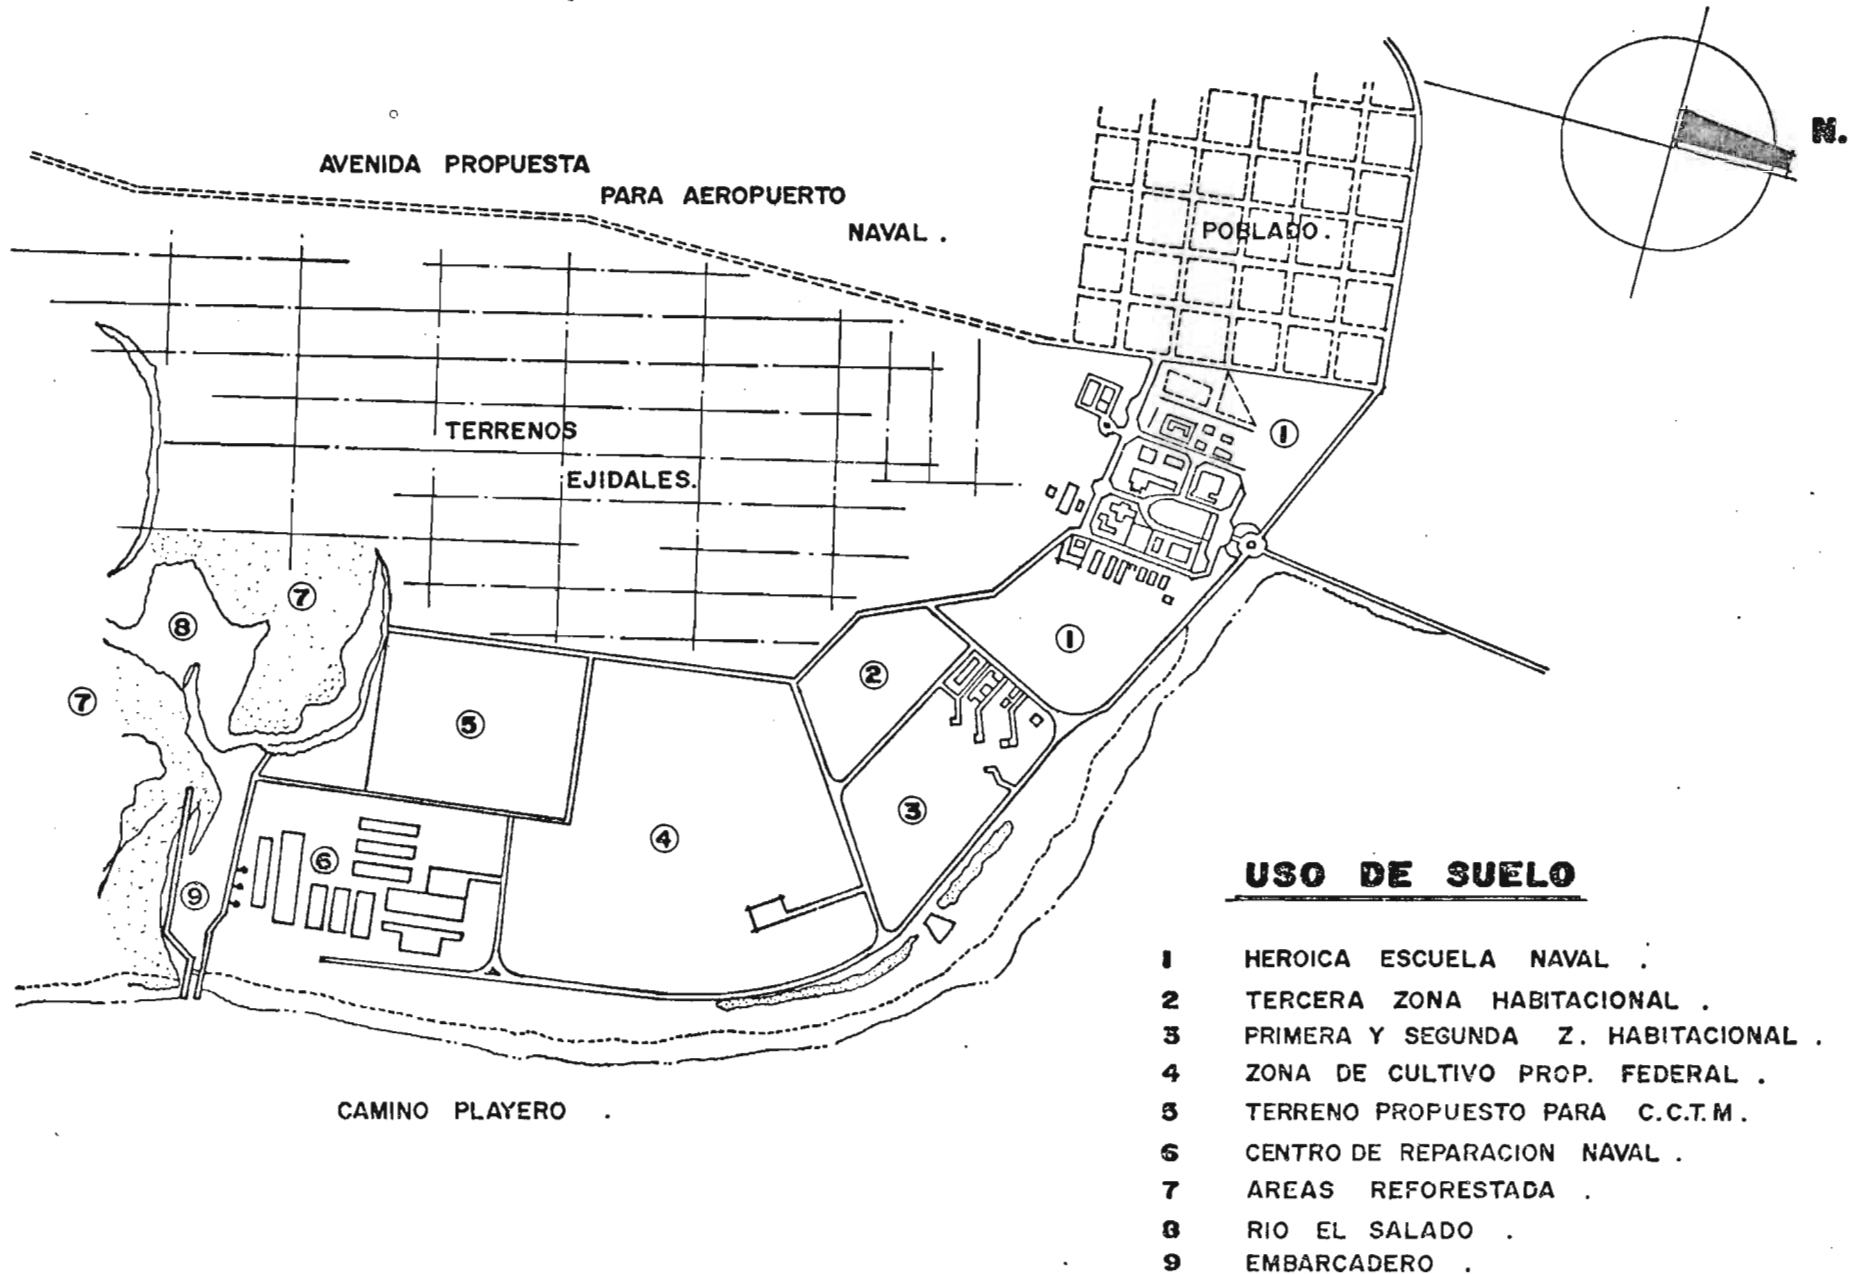 N.
AVENIDA PROPUESTA
PARA AEROPUERTO
NAVAL .
POBLADO .
TERRENOS
EJIDALES.
1
7
8
1
2
7
5
3
4
6
9
CAMINO PLAYERO .
USO DE SUELO
1 HEROICA ESCUELA NAVAL .
2 TERCERA ZONA HABITACIONAL .
3 PRIMERA Y SEGUNDA Z. HABITACIONAL .
4 ZONA DE CULTIVO PROP. FEDERAL .
5 TERRENO PROPUESTO PARA C.C.T.M.
6 CENTRO DE REPARACION NAVAL .
7 AREAS REFORESTADA .
8 RIO EL SALADO .
9 EMBARCADERO .